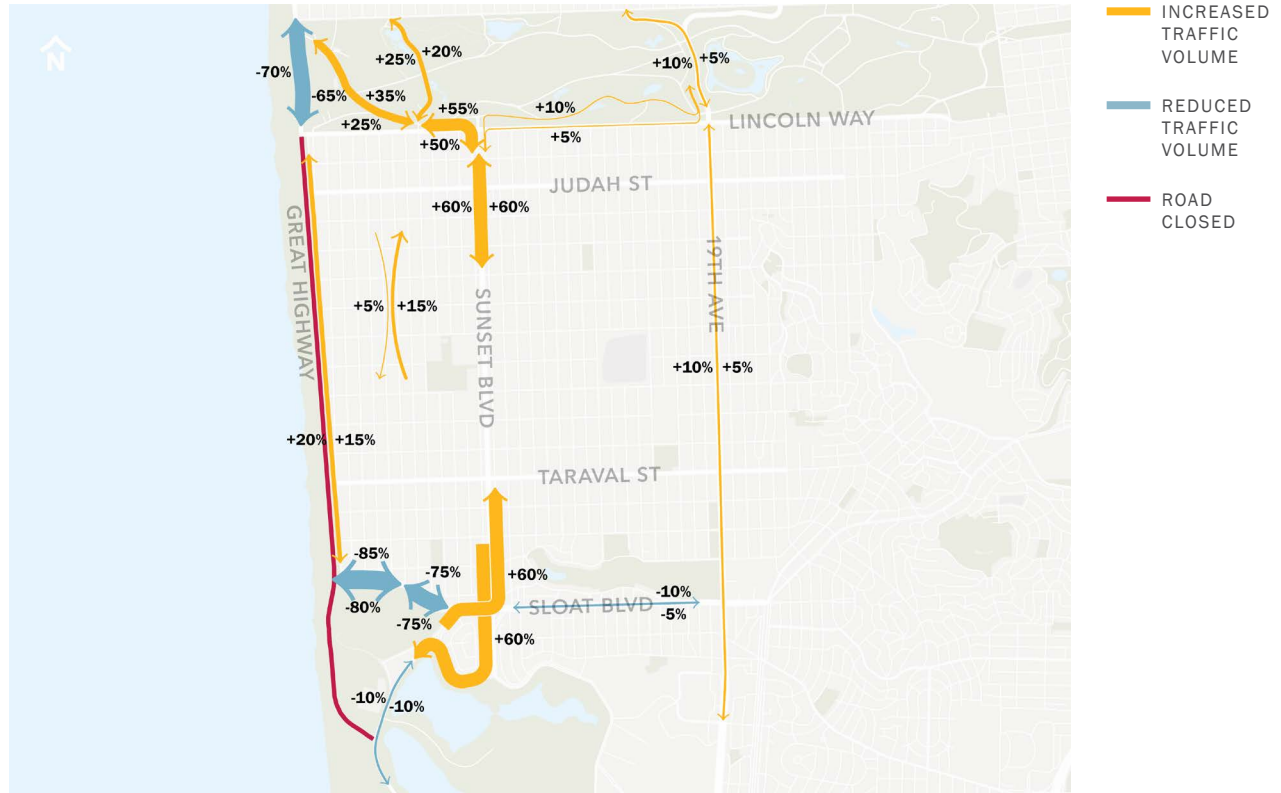 INCREASED
TRAFFIC
VOLUME
REDUCED
TRAFFIC
VOLUME
ROAD
CLOSED
N
-70%
-65%
+25%
+20%
+35%
+25%
+55%
+50%
+10%
+5%
+10%
+5%
LINCOLN WAY
JUDAH ST
+60%
+60%
GREAT HIGHWAY
+5%
+15%
SUNSET BLVD
19TH AVE
+10%
+5%
+20%
+15%
TARAVAL ST
-85%
-80%
-75%
-75%
+60%
SLOAT BLVD
-10%
-5%
+60%
-10%
-10%